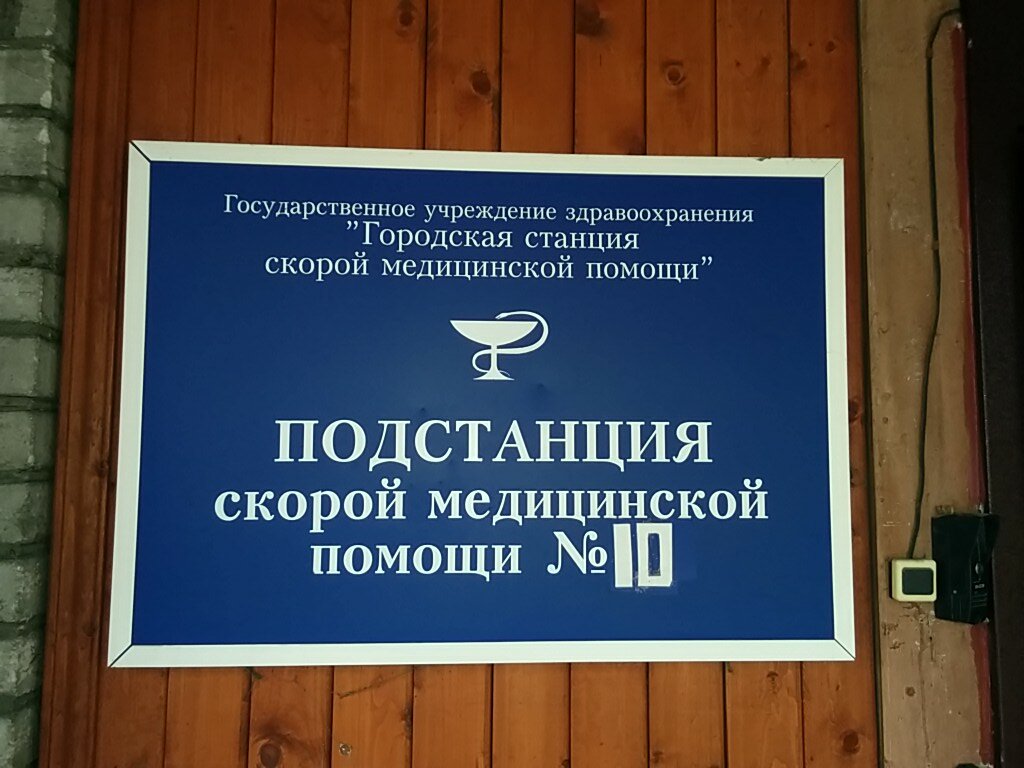 Государственное учреждение здравоохранения
"Городская станция
скорой медицинской помощи"
ПОДСТАНЦИЯ
скорой медицинской
помощи №10